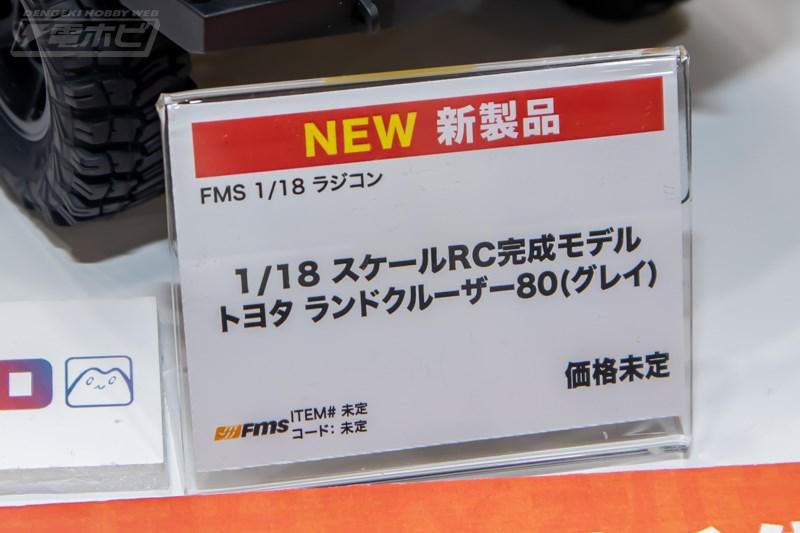 DENGEKI HOBBY WEB
電ホビ
NEW 新製品
FMS 1/18 ラジコン
1/18 スケールRC完成モデル
トヨタ ランドクルーザー80(グレイ)
価格未定
FMS
ITEM# 未定
コード: 未定